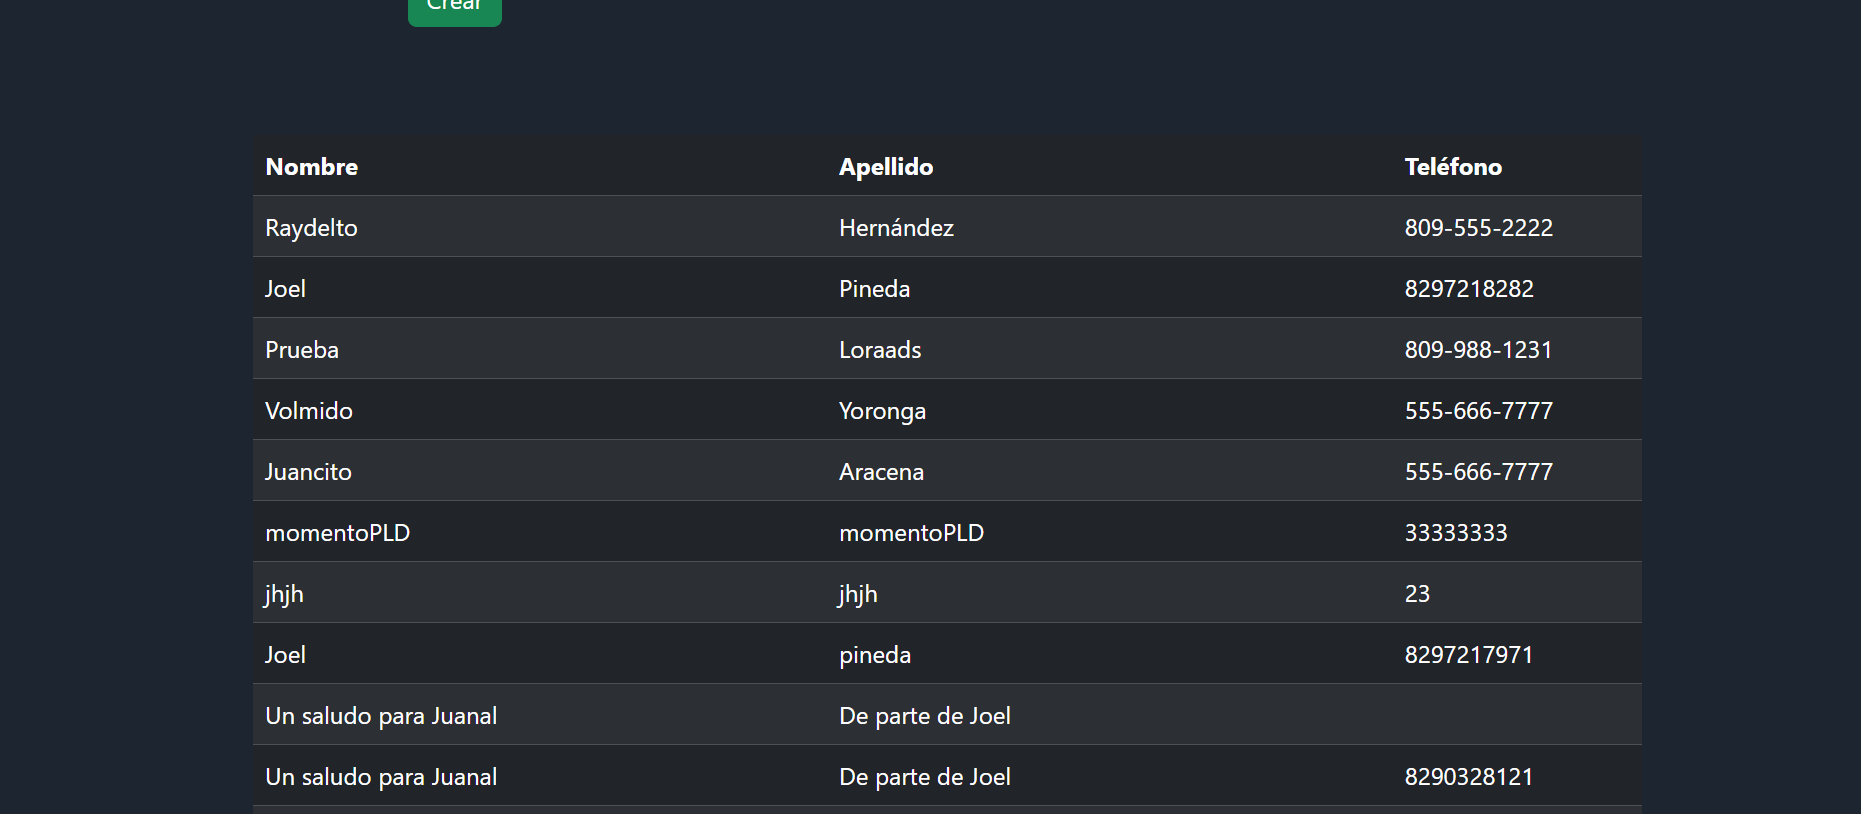 Crear
Nombre Apellido Teléfono
Raydelto Hernández 809-555-2222
Joel Pineda 8297218282
Prueba Loraads 809-988-1231
Volmido Yoronga 555-666-7777
Juancito Aracena 555-666-7777
momentoPLD momentoPLD 33333333
jhjh jhjh 23
Joel pineda 8297217971
Un saludo para Juanal De parte de Joel
Un saludo para Juanal De parte de Joel 8290328121